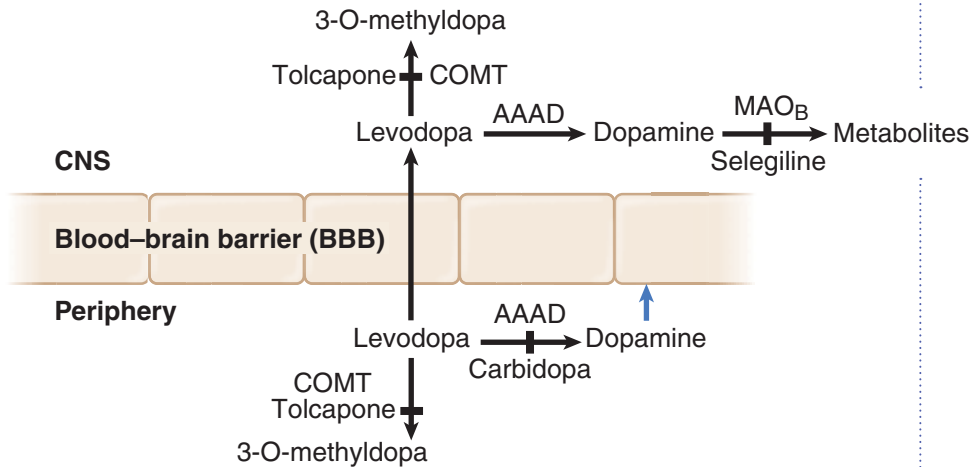 3-O-methyldopa
Tolcapone COMT
Levodopa AAAD Dopamine MAOB Metabolites
Selegiline
CNS
Blood–brain barrier (BBB)
Periphery
Levodopa AAAD Dopamine
Carbidopa
COMT
Tolcapone
3-O-methyldopa